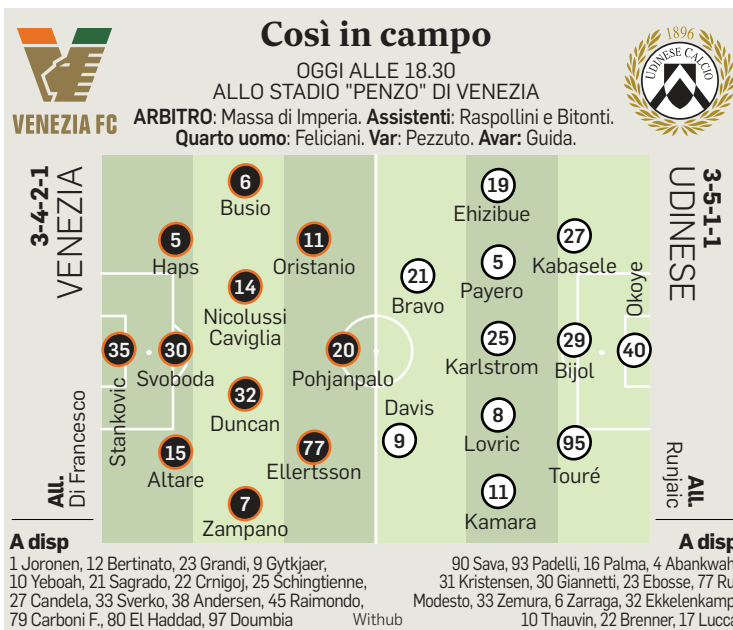 Così in campo
OGGI ALLE 18.30
ALLO STADIO "PENZO" DI VENEZIA
ARBITRO: Massa di Imperia. Assistenti: Raspollini e Bitonti.
Quarto uomo: Feliciani. Var: Pezzuto. Avar: Guida.
VENEZIA FC
1896
UDINESE CALCIO
3-4-2-1
VENEZIA
All.
Di Francesco
35
Stankovic
5
Haps
30
Svoboda
15
Altare
6
Busio
14
Nicolussi
Caviglia
32
Duncan
7
Zampano
11
Oristanio
77
Ellertsson
20
Pohjanpalo
21
Bravo
Davis
9
19
Ehizibue
5
Payero
25
Karlstrom
8
Lovric
11
Kamara
27
Kabasele
29
Bijol
95
Touré
Okoye
40
3-5-1-1
UDINESE
All.
Runjaic
A disp
1 Joronen, 12 Bertinato, 23 Grandi, 9 Gytkjaer,
10 Yeboah, 21 Sagrado, 22 Crnigoj, 25 Schingtienne,
27 Candela, 33 Sverko, 38 Andersen, 45 Raimondo,
79 Carboni F., 80 El Haddad, 97 Doumbia
Withub
A disp
90 Sava, 93 Padelli, 16 Palma, 4 Abankwah
31 Kristensen, 30 Giannetti, 23 Ebosse, 77 Ru
Modesto, 33 Zemura, 6 Zarraga, 32 Ekkelenkamp
10 Thauvin, 22 Brenner, 17 Lucca